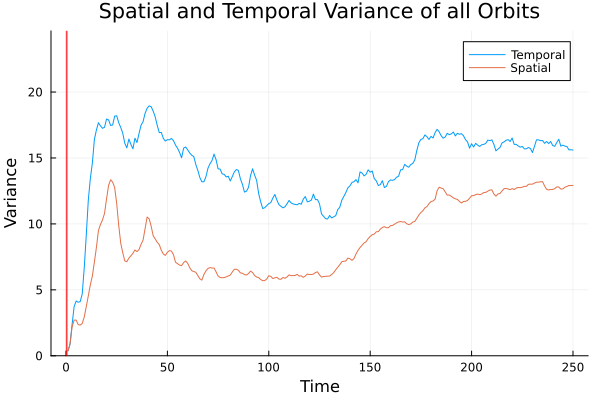 Spatial and Temporal Variance of all Orbits
Temporal
Spatial
Variance
20
15
10
5
0
0 50 100 150 200 250
Time